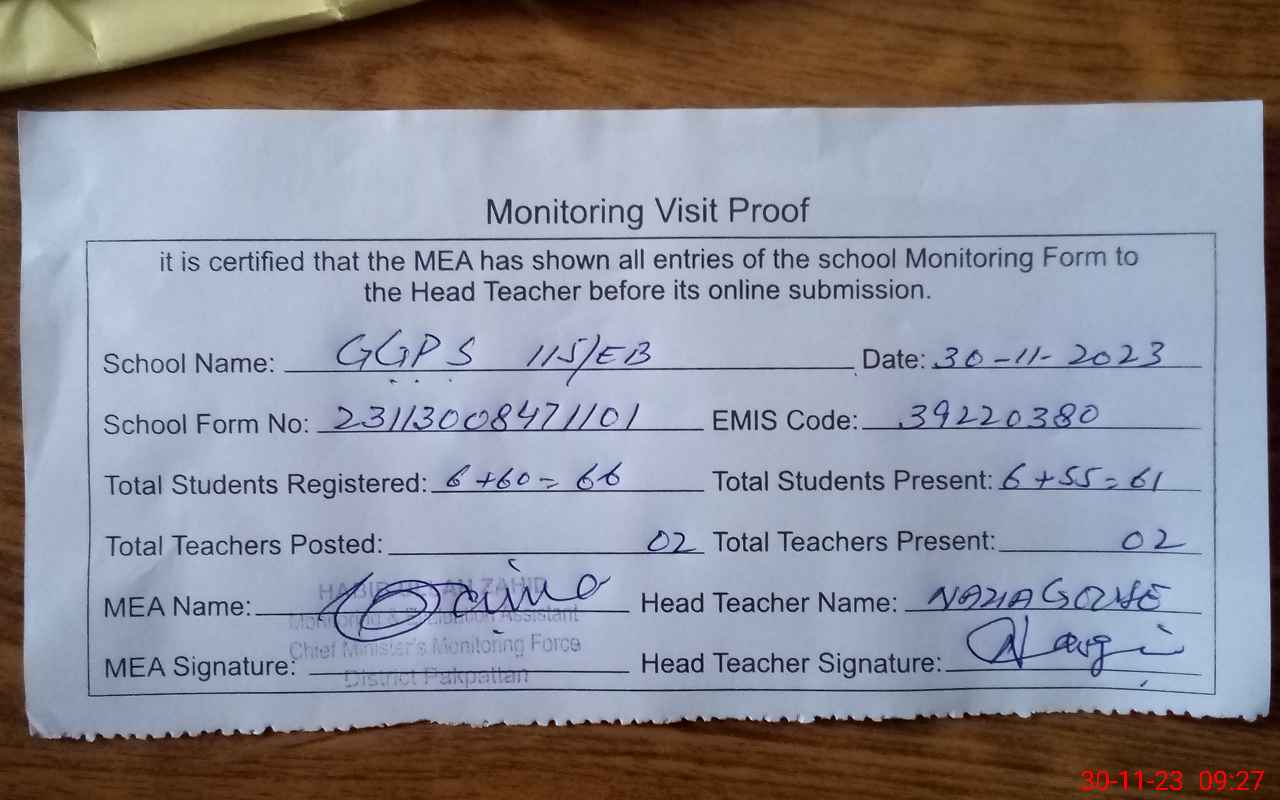 Monitoring Visit Proof
it is certified that the MEA has shown all entries of the school Monitoring Form to
the Head Teacher before its online submission.
School Name: GGPS 115/EB Date: 30-11-2023
School Form No: 23113008471101 EMIS Code: 39220380
Total Students Registered: 6+60= 66 Total Students Present: 6+55=61
Total Teachers Posted: 02 Total Teachers Present: 02
MEA Name: Head Teacher Name: NAZIA
Monitoring & Evaluation Assistant
Chief Minister's Monitoring Force
MEA Signature: Head Teacher Signature:
District Pakpattan
30-11-23 09:27